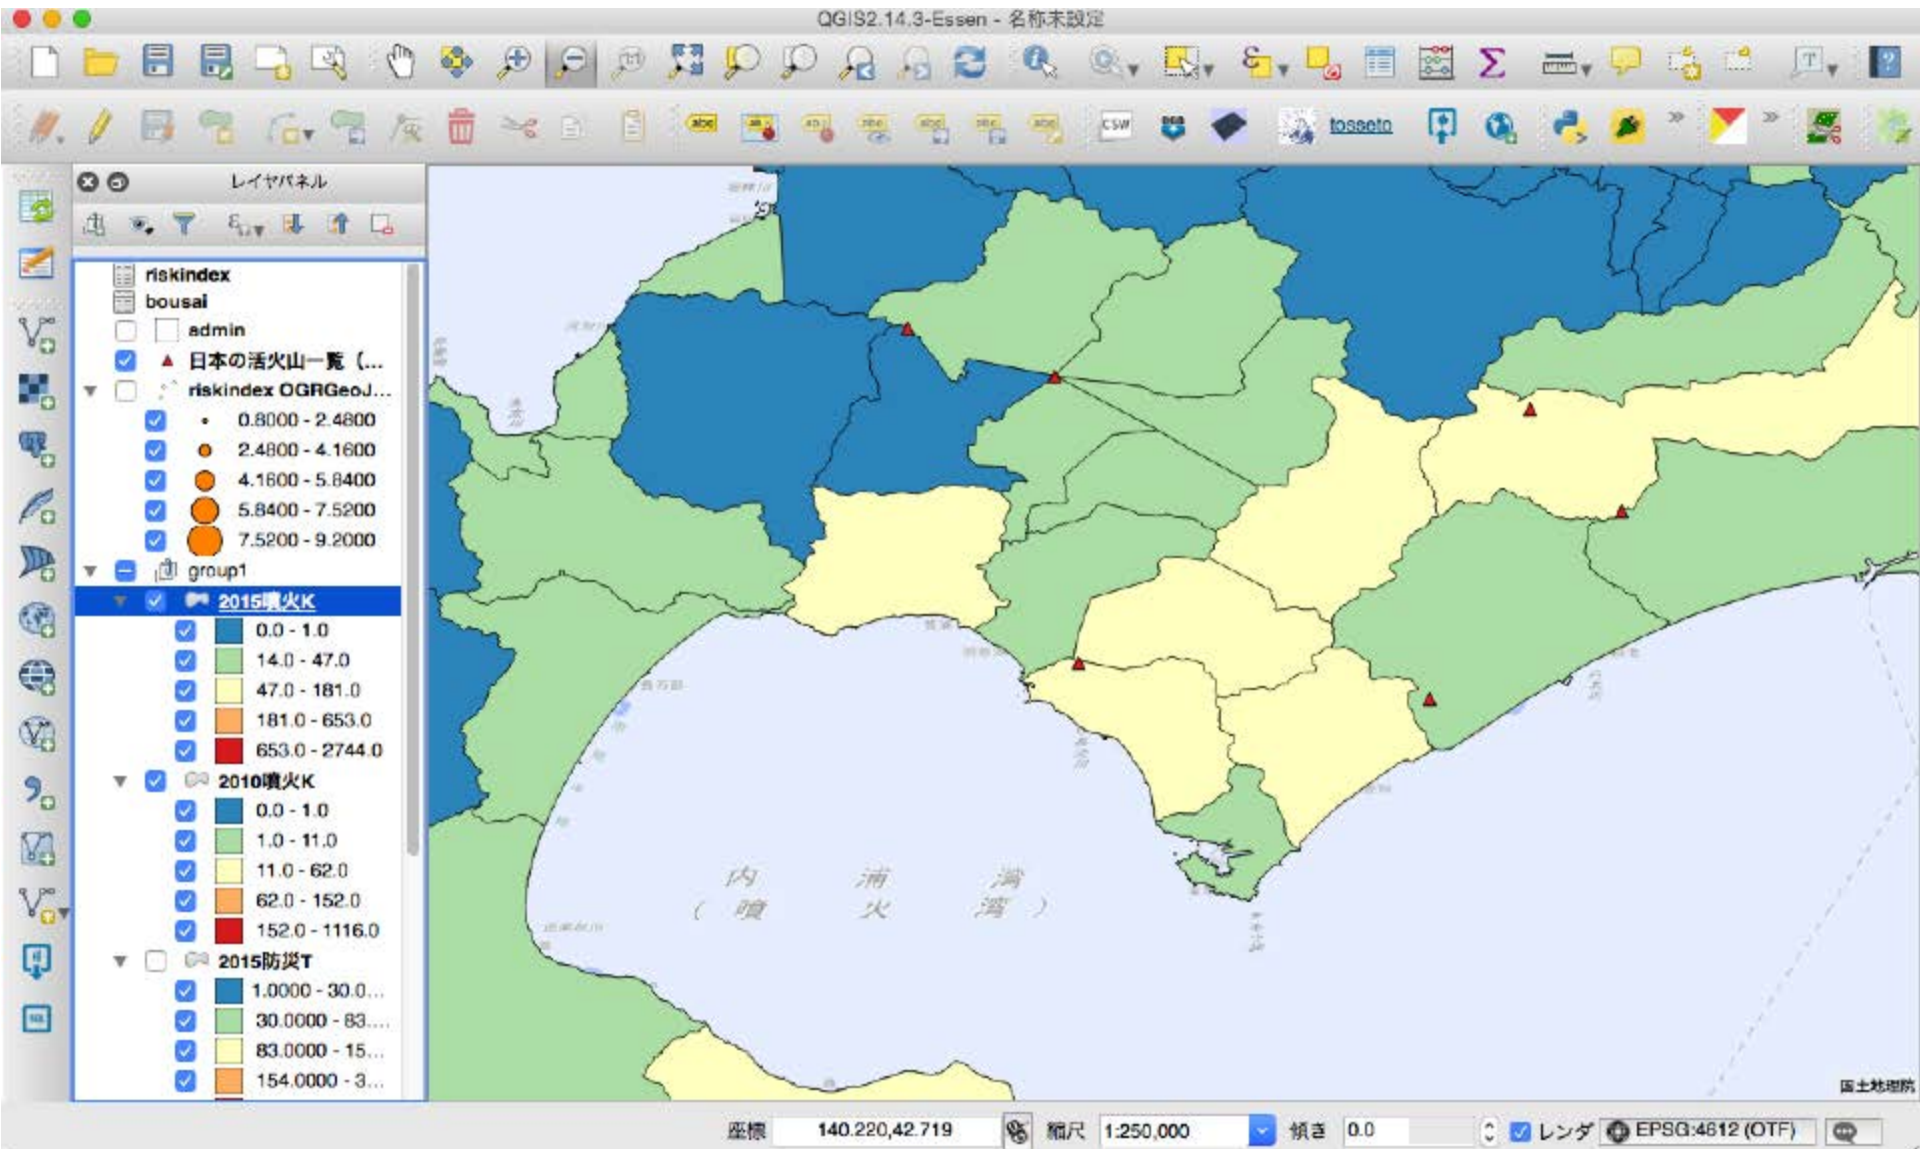 QGIS2.14.3-Essen - 名称未設定
abc
CSW
tosseto
レイヤパネル
riskindex
bousai
admin
日本の活火山一覧 (...
riskindex OGRGeoJ...
0.8000 - 2.4800
2.4800 - 4.1600
4.1600 - 5.8400
5.8400 - 7.5200
7.5200 - 9.2000
group1
2015噴火K
0.0 - 1.0
14.0 - 47.0
47.0 - 181.0
181.0 - 653.0
653.0 - 2744.0
2010噴火K
0.0 - 1.0
1.0 - 11.0
11.0 - 62.0
62.0 - 152.0
152.0 - 1116.0
2015防災T
1.0000 - 30.0...
30.0000 - 83....
83.0000 - 15...
154.0000 - 3...
内浦湾
(噴火湾)
国土地理院
座標 140.220,42.719 縮尺 1:250,000 傾き 0.0 レンダ EPSG:4612 (OTF)